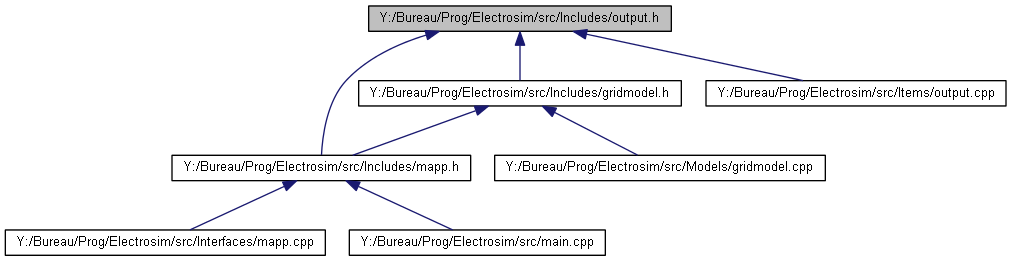 Y:/Bureau/Prog/Electrosim/src/Includes/output.h
Y:/Bureau/Prog/Electrosim/src/Includes/gridmodel.h
Y:/Bureau/Prog/Electrosim/src/Items/output.cpp
Y:/Bureau/Prog/Electrosim/src/Includes/mapp.h
Y:/Bureau/Prog/Electrosim/src/Models/gridmodel.cpp
Y:/Bureau/Prog/Electrosim/src/Interfaces/mapp.cpp
Y:/Bureau/Prog/Electrosim/src/main.cpp